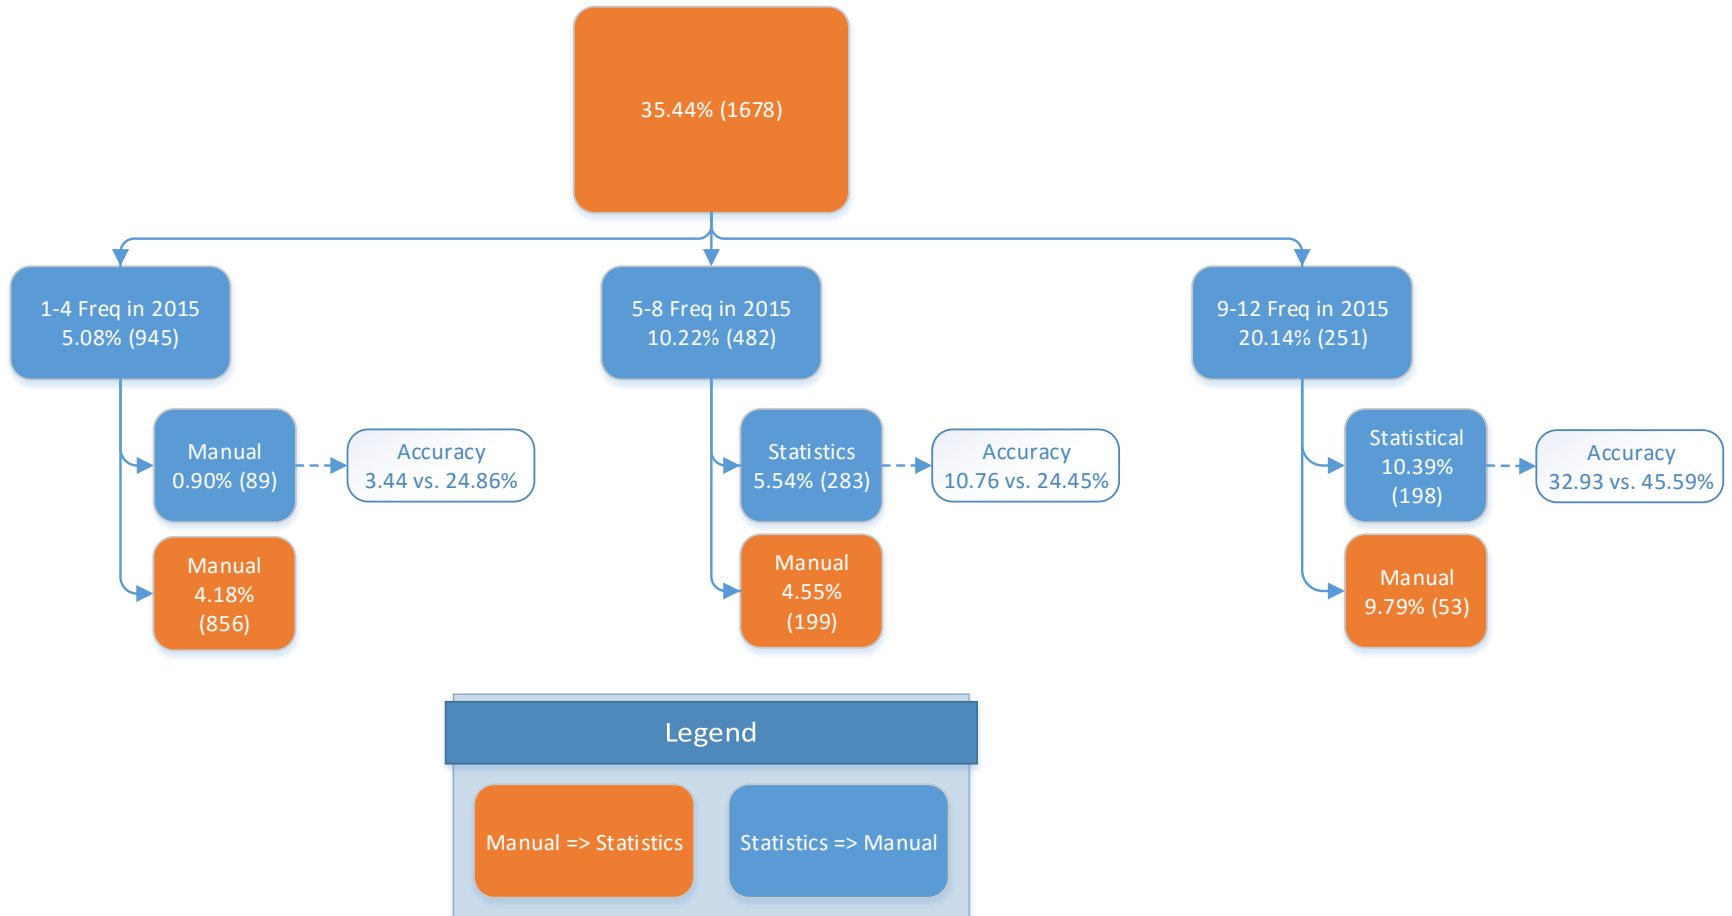 35.44% (1678)
1-4 Freq in 2015
5.08% (945)
5-8 Freq in 2015
10.22% (482)
9-12 Freq in 2015
20.14% (251)
Manual
0.90% (89)
Accuracy
3.44 vs. 24.86%
Statistics
5.54% (283)
Accuracy
10.76 vs. 24.45%
Statistical
10.39%
(198)
Accuracy
32.93 vs. 45.59%
Manual
4.18%
(856)
Manual
4.55%
(199)
Manual
9.79% (53)
Legend
Manual => Statistics
Statistics => Manual